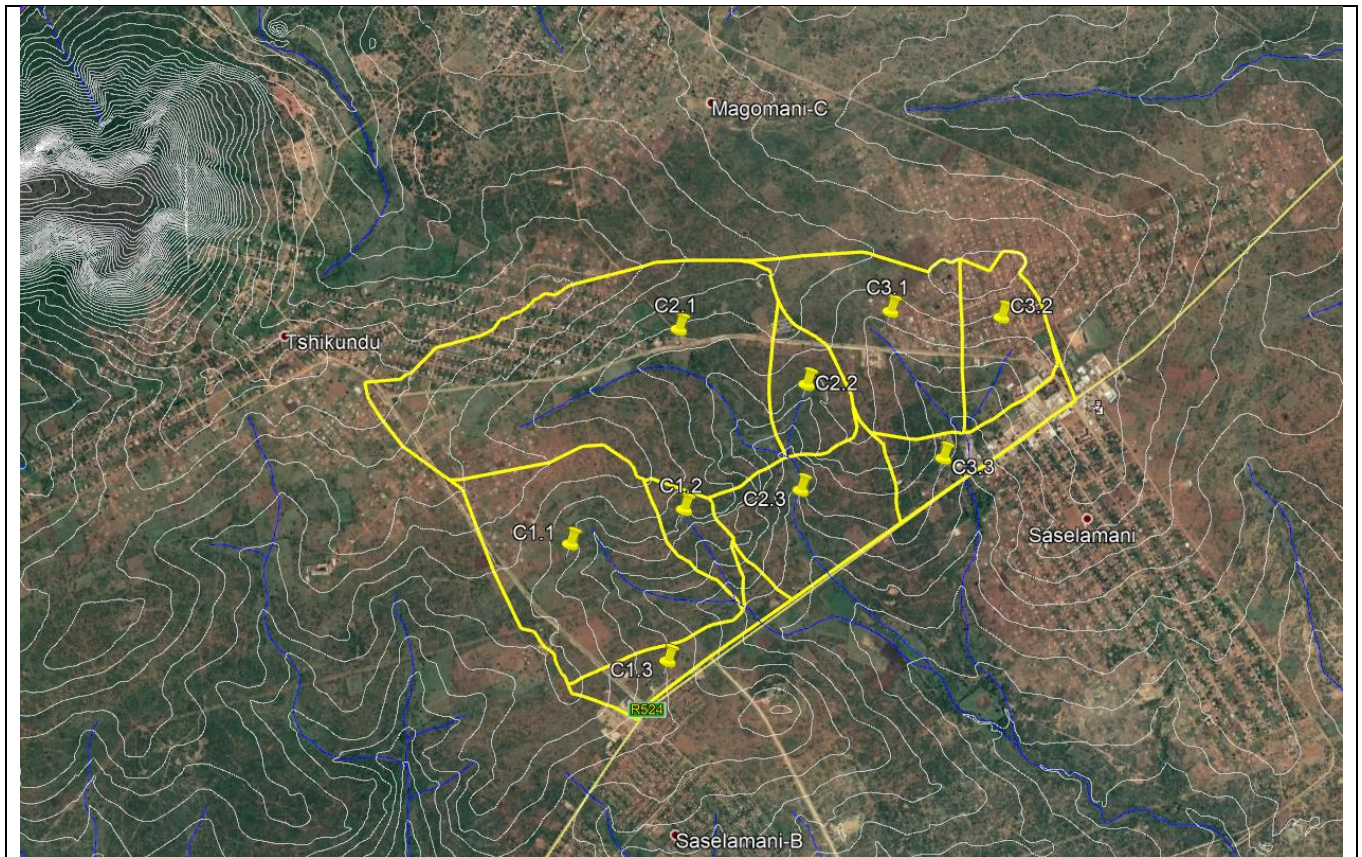 Magomani-C
C3.1
C2.1
C3.2
Tshikundu
C2.2
C3.3
C1.2
C2.3
C1.1
Saselamani
C1.3
R524
Saselamani-B